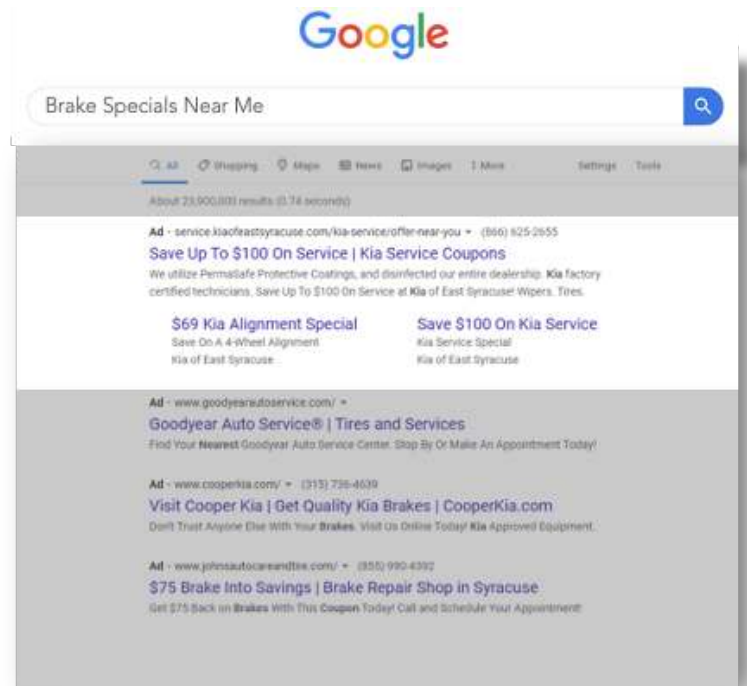 Google
Brake Specials Near Me
All Shopping Maps News Images More Settings Tools
About 23,900,000 results (0.74 seconds)
Ad · service.kiaofeastsyracuse.com/kia-service/offer-near-you (866) 625-2655
Save Up To $100 On Service | Kia Service Coupons
We utilize PermaSafe Protective Coatings, and disinfected our entire dealership. Kia factory
certified technicians. Save Up To $100 On Service at Kia of East Syracuse! Wipers. Tires.
$69 Kia Alignment Special Save $100 On Kia Service
Save On A 4-Wheel Alignment Kia Service Special
Kia of East Syracuse Kia of East Syracuse
Ad · www.goodyearautoservice.com/
Goodyear Auto Service® | Tires and Services
Find Your Nearest Goodyear Auto Service Center. Stop By Or Make An Appointment Today!
Ad · www.cooperkia.com/ (315) 736-4639
Visit Cooper Kia | Get Quality Kia Brakes | CooperKia.com
Don't Trust Anyone Else With Your Brakes. Visit Us Online Today! Kia Approved Equipment.
Ad · www.johnsautocareandtire.com/ (855) 990-4392
$75 Brake Into Savings | Brake Repair Shop in Syracuse
Get $75 Back on Brakes With This Coupon Today! Call and Schedule Your Appointment!